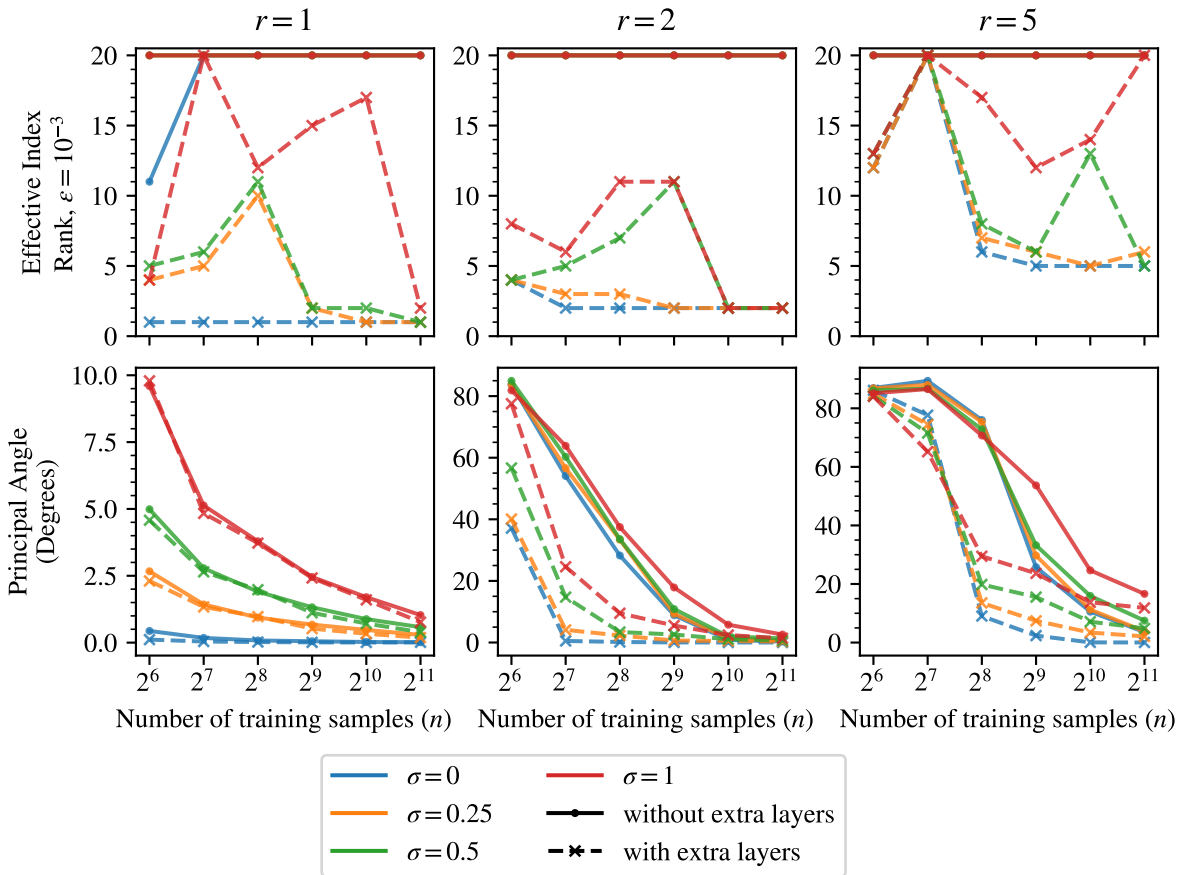 r = 1
r = 2
r = 5
Effective Index
Rank, ε = 10⁻³
20
15
10
5
0
20
15
10
5
0
20
15
10
5
0
Principal Angle
(Degrees)
10.0
7.5
5.0
2.5
0.0
80
60
40
20
0
80
60
40
20
0
2⁶ 2⁷ 2⁸ 2⁹ 2¹⁰ 2¹¹
2⁶ 2⁷ 2⁸ 2⁹ 2¹⁰ 2¹¹
2⁶ 2⁷ 2⁸ 2⁹ 2¹⁰ 2¹¹
Number of training samples (n)
Number of training samples (n)
Number of training samples (n)
σ = 0
σ = 0.25
σ = 0.5
σ = 1
without extra layers
with extra layers